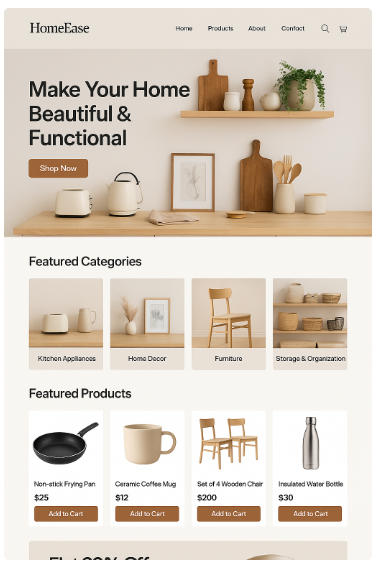 HomeEase
Home Products About Contact
Make Your Home
Beautiful &
Functional
Shop Now
Featured Categories
Kitchen Appliances Home Decor Furniture Storage & Organization
Featured Products
Non-stick Frying Pan Ceramic Coffes Mug Set of 4 Wooden Chair Insulated Water Bottle
$25 $12 $200 $30
Add to Cart Add to Cart Add to Cart Add to Cart